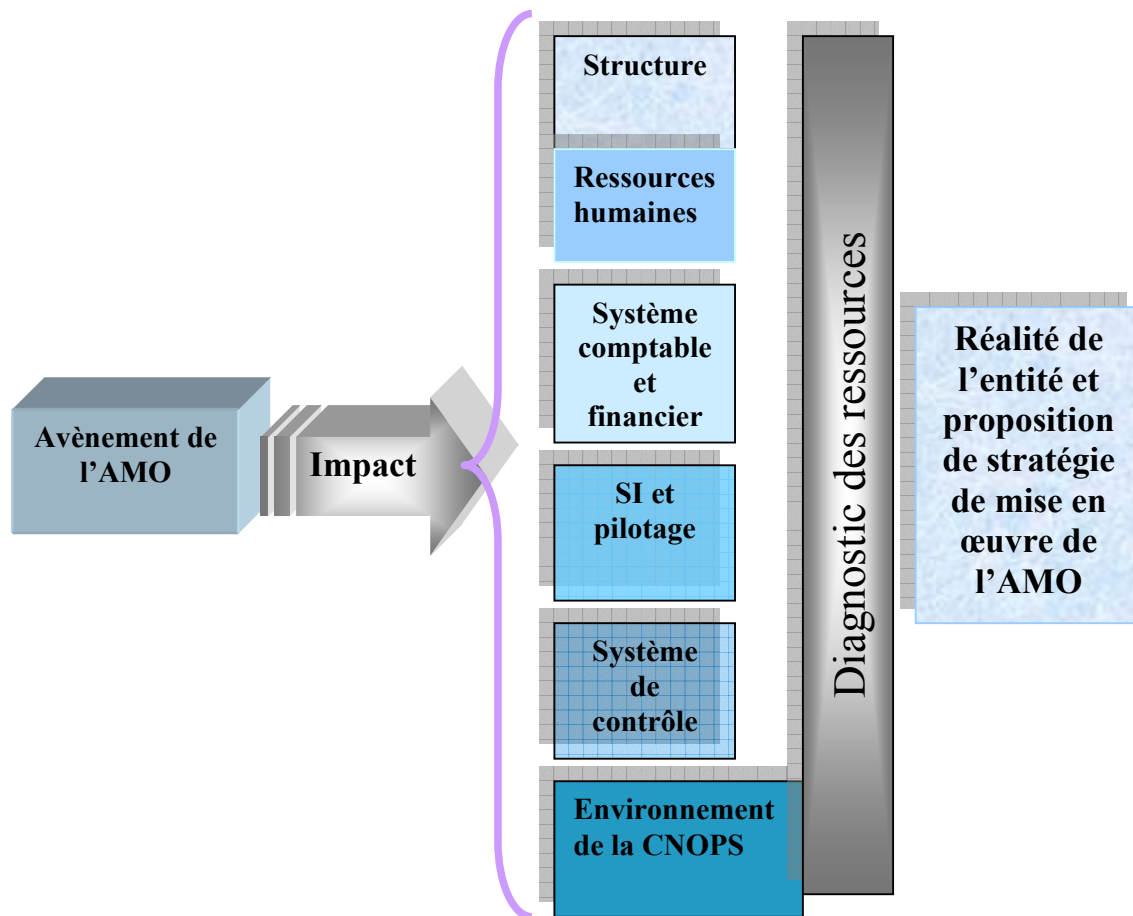 Avènement de
l’AMO
Impact
Structure
Ressources
humaines
Système
comptable
et
financier
SI et
pilotage
Système
de
contrôle
Environnement
de la CNOPS
Diagnostic des ressources
Réalité de
l’entité et
proposition
de stratégie
de mise en
œuvre de
l’AMO